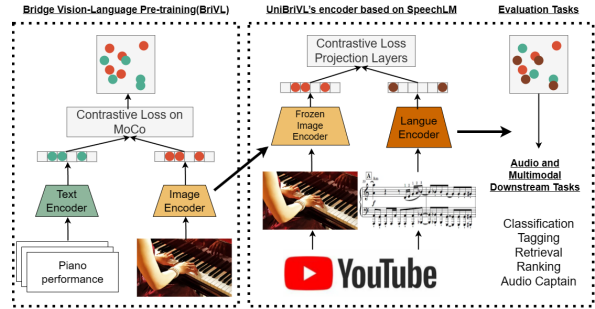 Bridge Vision-Language Pre-training(BriVL)
Contrastive Loss on
MoCo
Text
Encoder
Image
Encoder
Piano
performance
UniBriVL's encoder based on SpeechLM
Contrastive Loss
Projection Layers
Frozen
Image
Encoder
Langue
Encoder
A
YouTube
Evaluation Tasks
Audio and
Multimodal
Downstream Tasks
Classification
Tagging
Retrieval
Ranking
Audio Captain